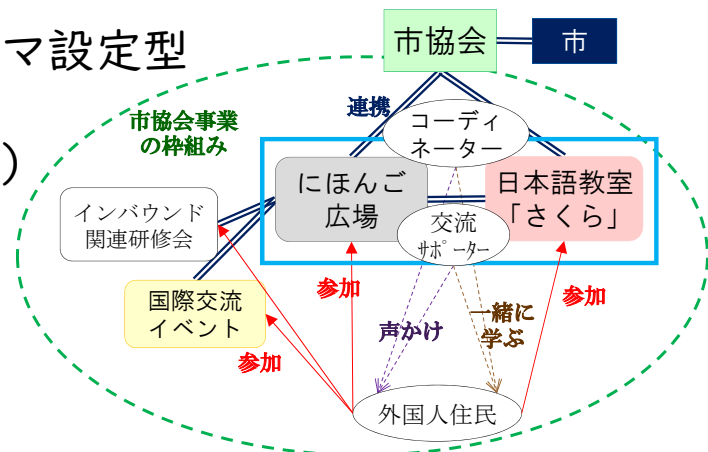 マ設定型
)
市協会
市
市協会事業
の枠組み
連携
コーディ
ネーター
にほんご
広場
日本語教室
「さくら」
インバウンド
関連研修会
交流
ｻﾎﾟｰﾀｰ
国際交流
イベント
参加
参加
参加
声かけ
一緒に
学ぶ
外国人住民